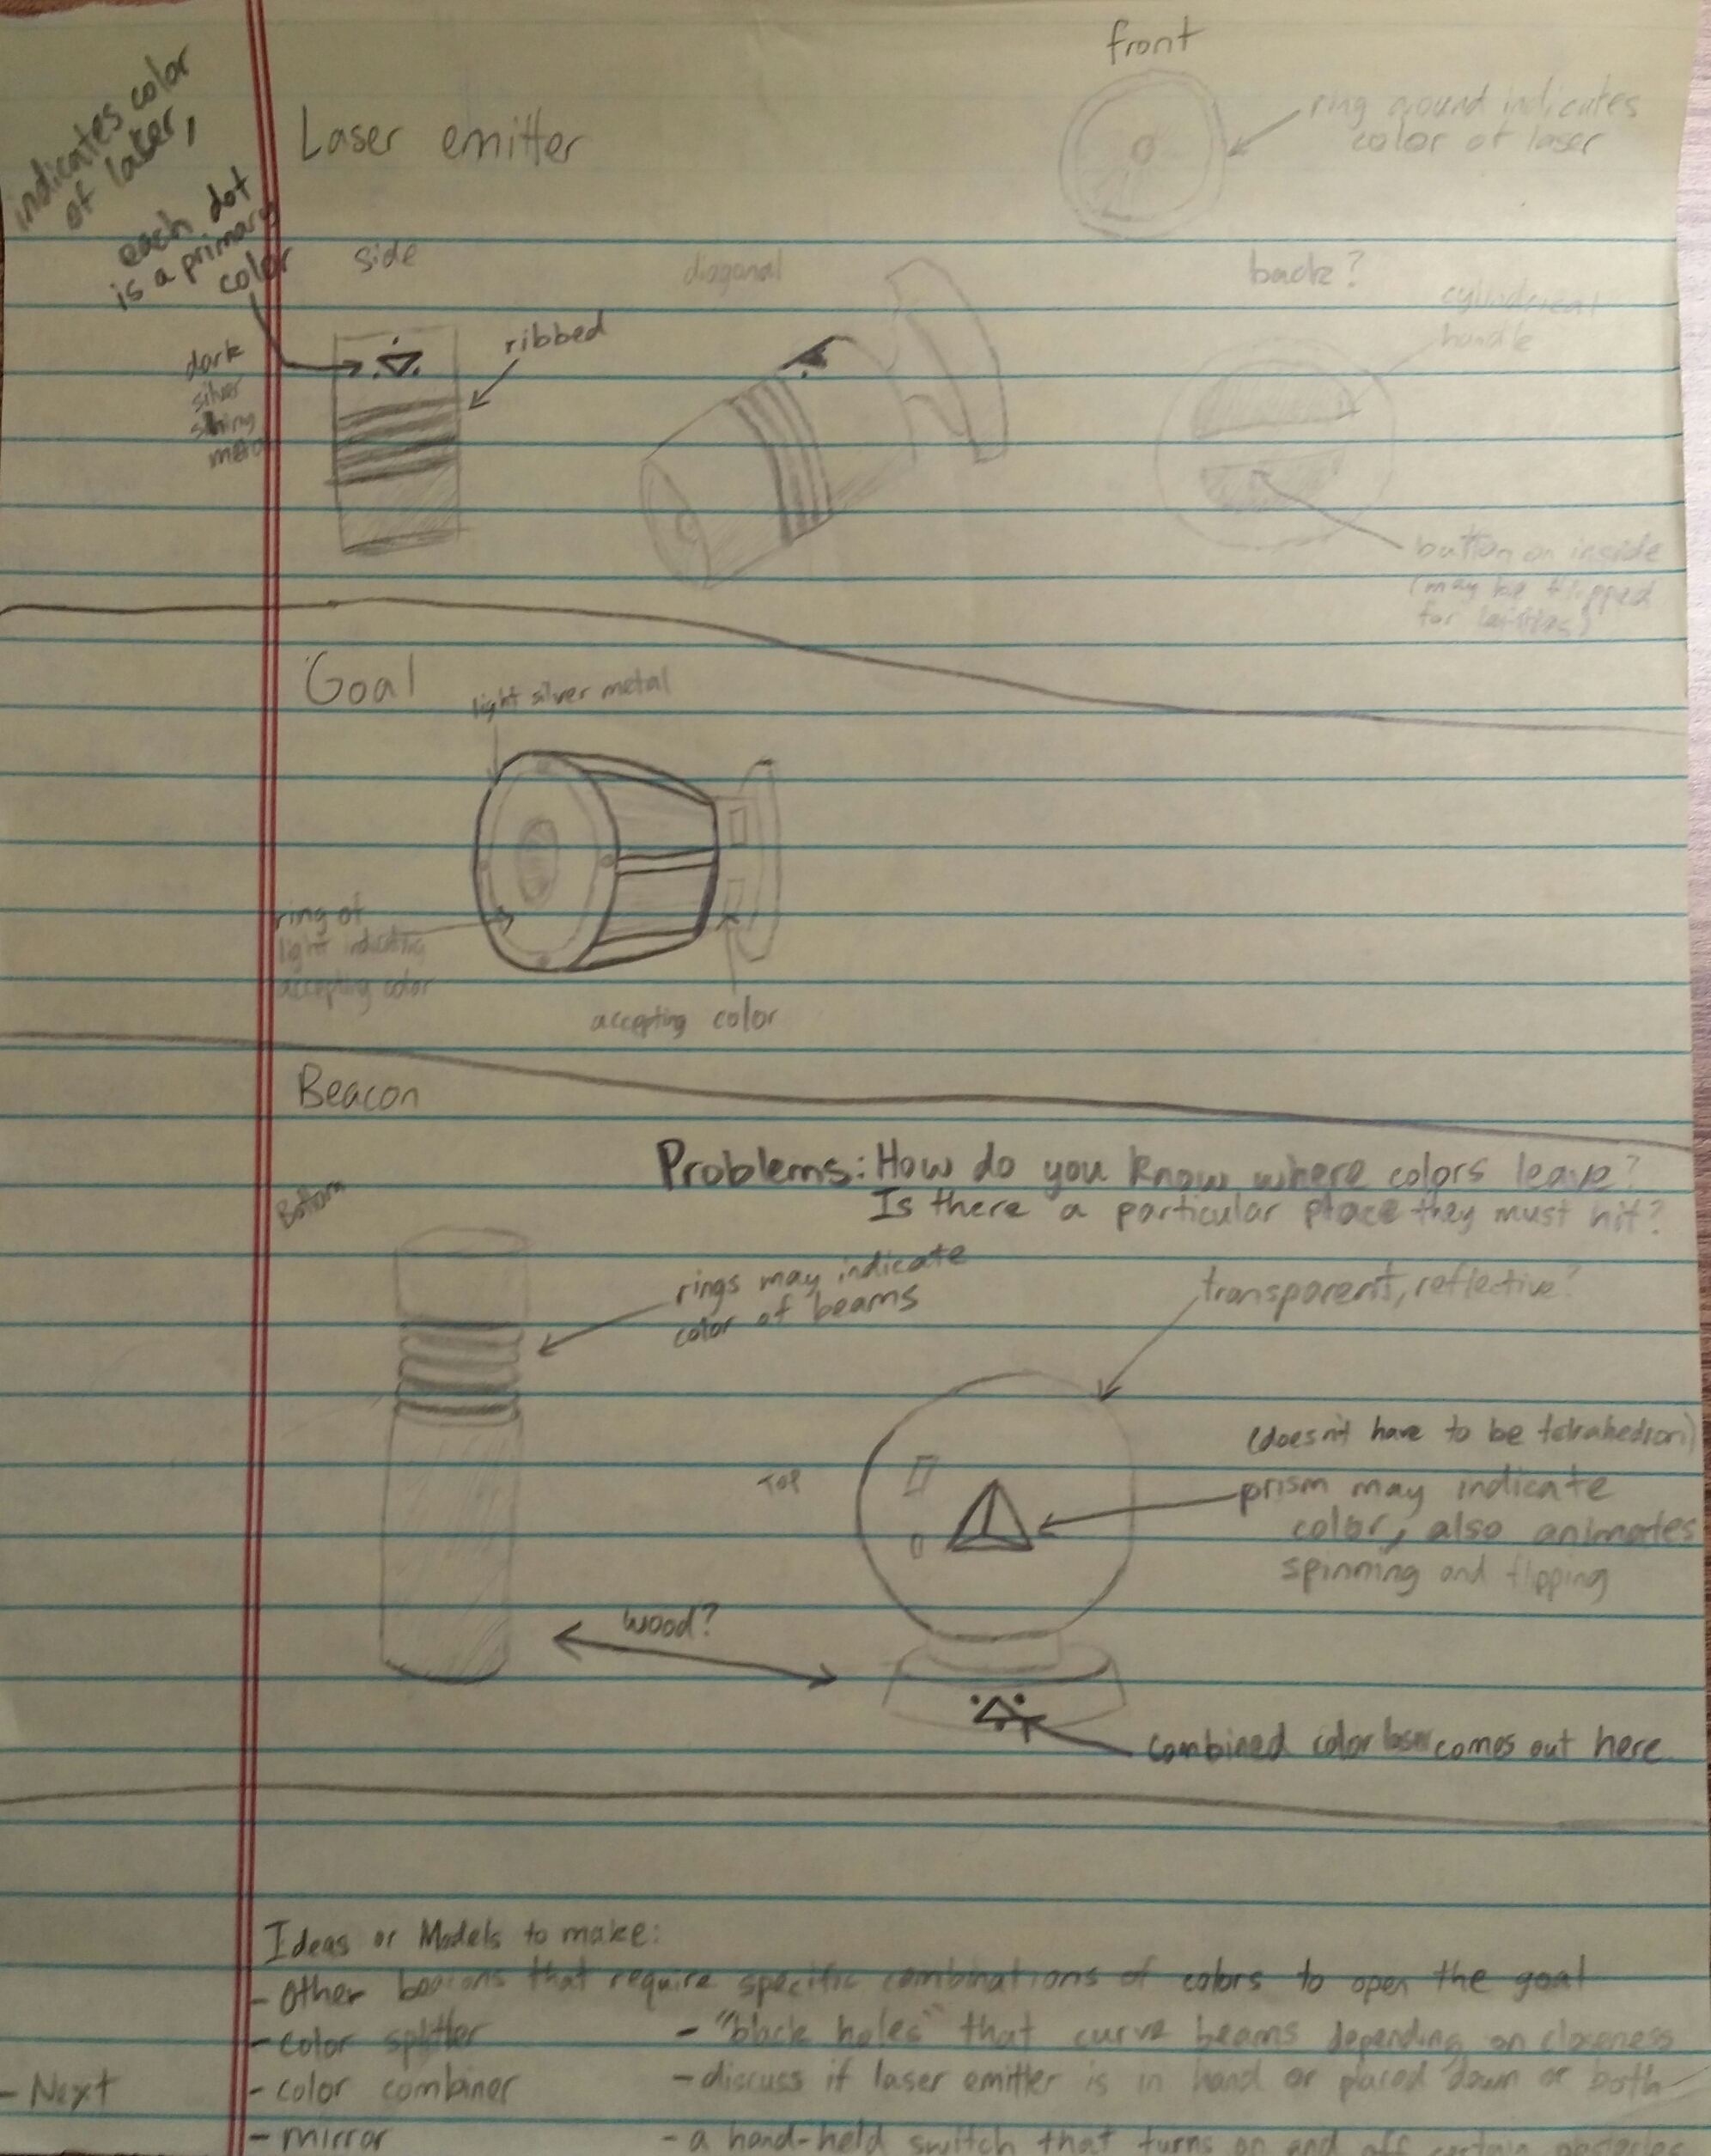 front
ring around indicates
color of laser
Laser emitter
indicates color
of laser,
each dot
is a primary
color
side
diagonal
back?
cylindrical
handle
ribbed
dark
silver
shiny
metal
button on inside
(may be flipped
for lefties)
Goal
light silver metal
ring of
light indicating
accepting color
accepting color
Beacon
Problems: How do you know where colors leave?
Is there a particular place they must hit?
Bottom
rings may indicate
color of beams
transparent, reflective?
(doesn't have to be tetrahedron)
TOP
prism may indicate
color, also animates
spinning and flipping
wood?
combined color laser comes out here
Ideas or Models to make:
- Other beacons that require specific combinations of colors to open the goal
- color splitter
- "black holes" that curve beams depending on closeness
- Next
- color combiner
- discuss if laser emitter is in hand or placed down or both
- mirror
- a hand-held switch that turns on and off certain obstacles